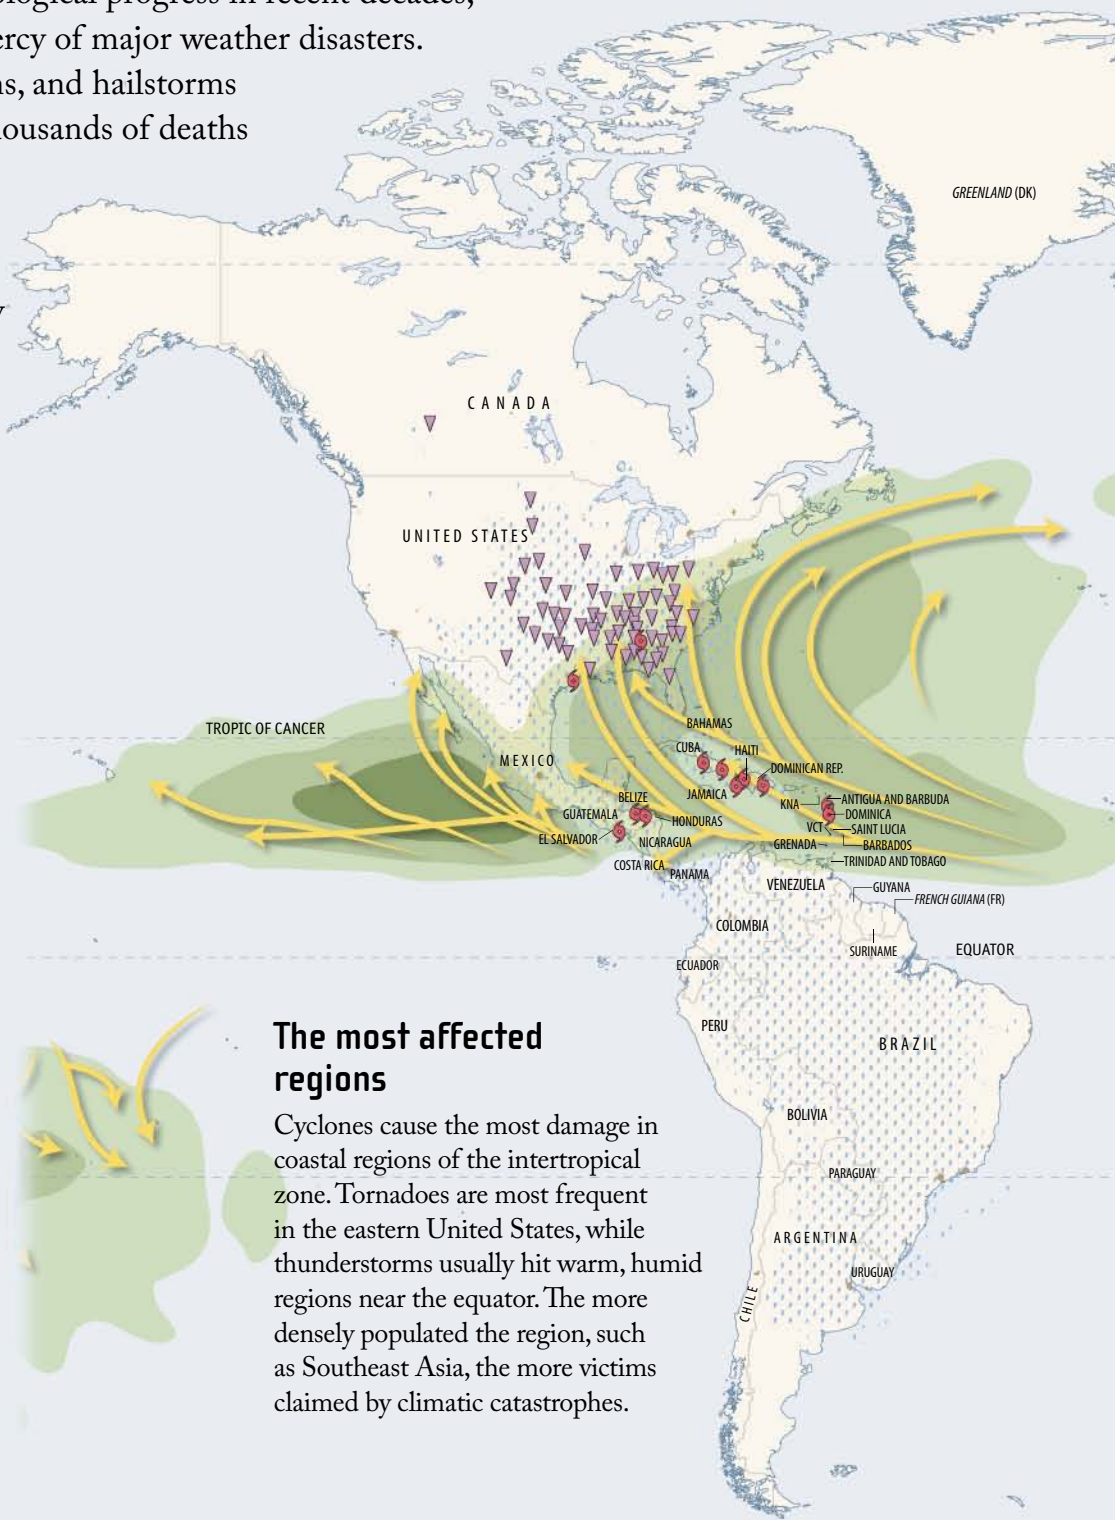 ological progress in recent decades,
ercy of major weather disasters.
ns, and hailstorms
housands of deaths
y
GREENLAND (DK)
CANADA
UNITED STATES
TROPIC OF CANCER
MEXICO
BAHAMAS
CUBA
HAITI
DOMINICAN REP.
JAMAICA
BELIZE
GUATEMALA
HONDURAS
EL SALVADOR
NICARAGUA
COSTA RICA
PANAMA
KNA
ANTIGUA AND BARBUDA
DOMINICA
VCT
SAINT LUCIA
GRENADA
BARBADOS
TRINIDAD AND TOBAGO
VENEZUELA
GUYANA
FRENCH GUIANA (FR)
COLOMBIA
SURINAME
EQUATOR
ECUADOR
PERU
BRAZIL
BOLIVIA
PARAGUAY
ARGENTINA
URUGUAY
CHILE
The most affected
regions
Cyclones cause the most damage in
coastal regions of the intertropical
zone. Tornadoes are most frequent
in the eastern United States, while
thunderstorms usually hit warm, humid
regions near the equator. The more
densely populated the region, such
as Southeast Asia, the more victims
claimed by climatic catastrophes.